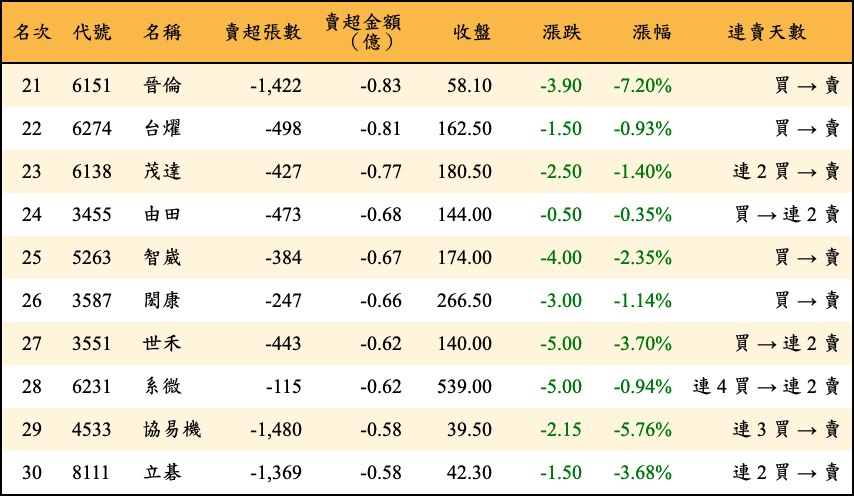 名次 代號 名稱 賣超張數 賣超金額（億） 收盤 漲跌 漲幅 連賣天數
21 6151 晉倫 -1,422 -0.83 58.10 -3.90 -7.20% 買 → 賣
22 6274 台燿 -498 -0.81 162.50 -1.50 -0.93% 買 → 賣
23 6138 茂達 -427 -0.77 180.50 -2.50 -1.40% 連 2 買 → 賣
24 3455 由田 -473 -0.68 144.00 -0.50 -0.35% 買 → 連 2 賣
25 5263 智崴 -384 -0.67 174.00 -4.00 -2.35% 買 → 賣
26 3587 閎康 -247 -0.66 266.50 -3.00 -1.14% 買 → 賣
27 3551 世禾 -443 -0.62 140.00 -5.00 -3.70% 買 → 連 2 賣
28 6231 系微 -115 -0.62 539.00 -5.00 -0.94% 連 4 買 → 連 2 賣
29 4533 協易機 -1,480 -0.58 39.50 -2.15 -5.76% 連 3 買 → 賣
30 8111 立碁 -1,369 -0.58 42.30 -1.50 -3.68% 連 2 買 → 賣